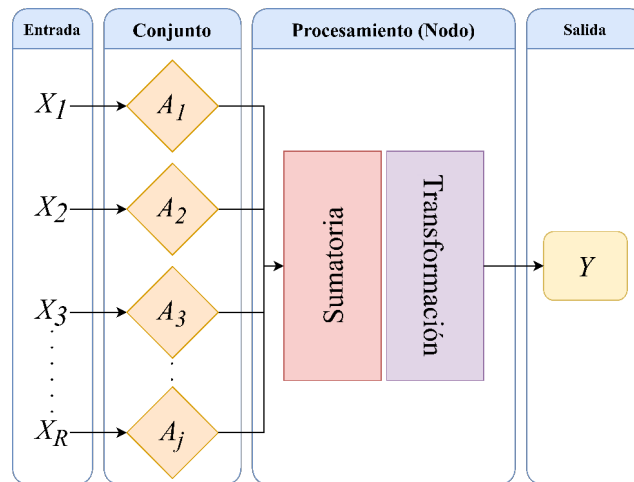 Entrada
Conjunto
Procesamiento (Nodo)
Salida
X1
A1
X2
A2
X3
A3
XR
Aj
Sumatoria
Transformación
Y